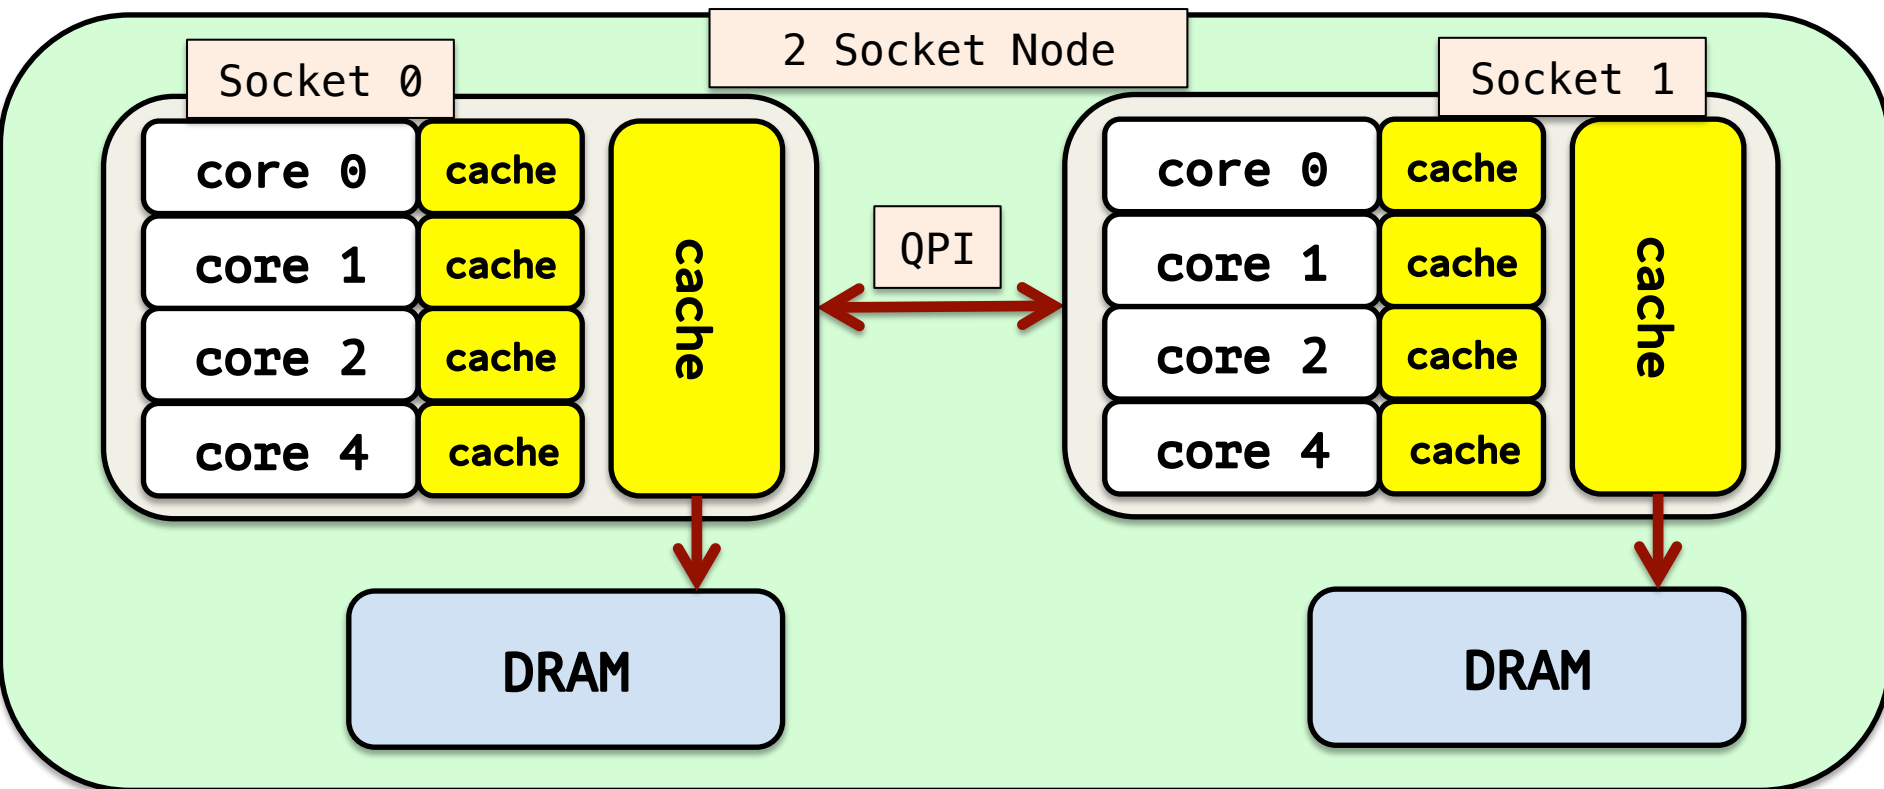 2 Socket Node
Socket 0
core 0 cache
core 1 cache
core 2 cache
core 4 cache
cache
DRAM
QPI
Socket 1
core 0 cache
core 1 cache
core 2 cache
core 4 cache
cache
DRAM